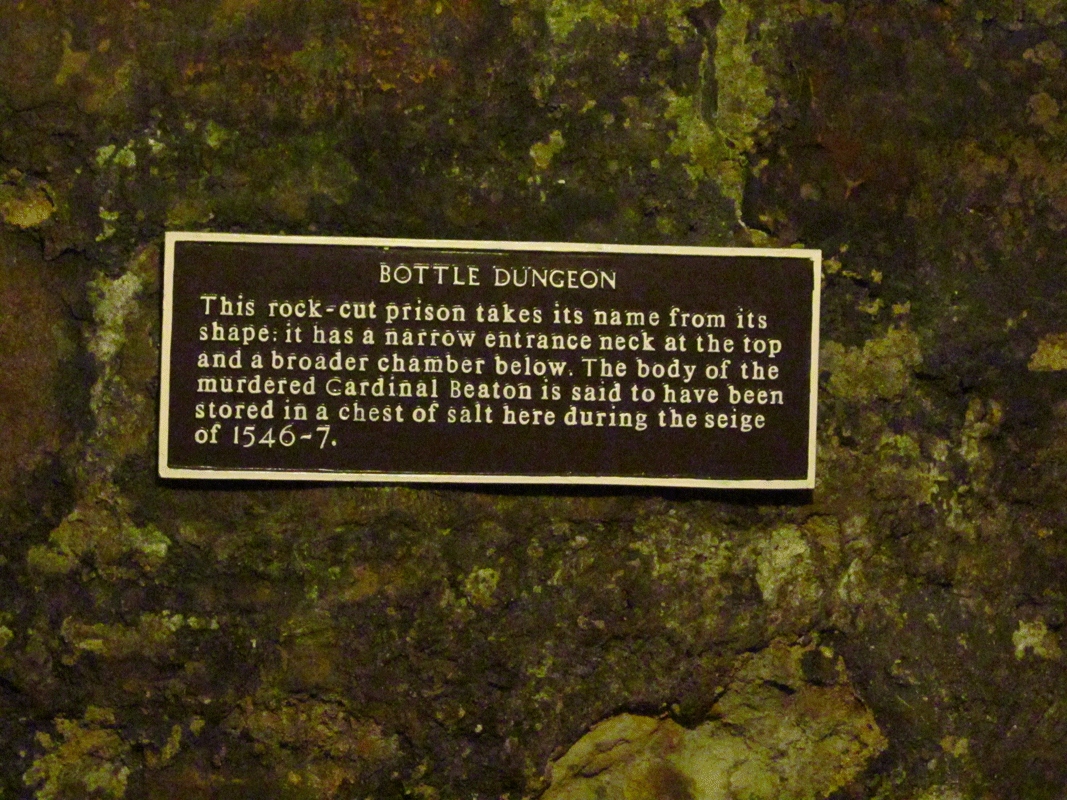 BOTTLE DUNGEON
This rock-cut prison takes its name from its
shape: it has a narrow entrance neck at the top
and a broader chamber below. The body of the
murdered Cardinal Beaton is said to have been
stored in a chest of salt here during the seige
of 1546-7.